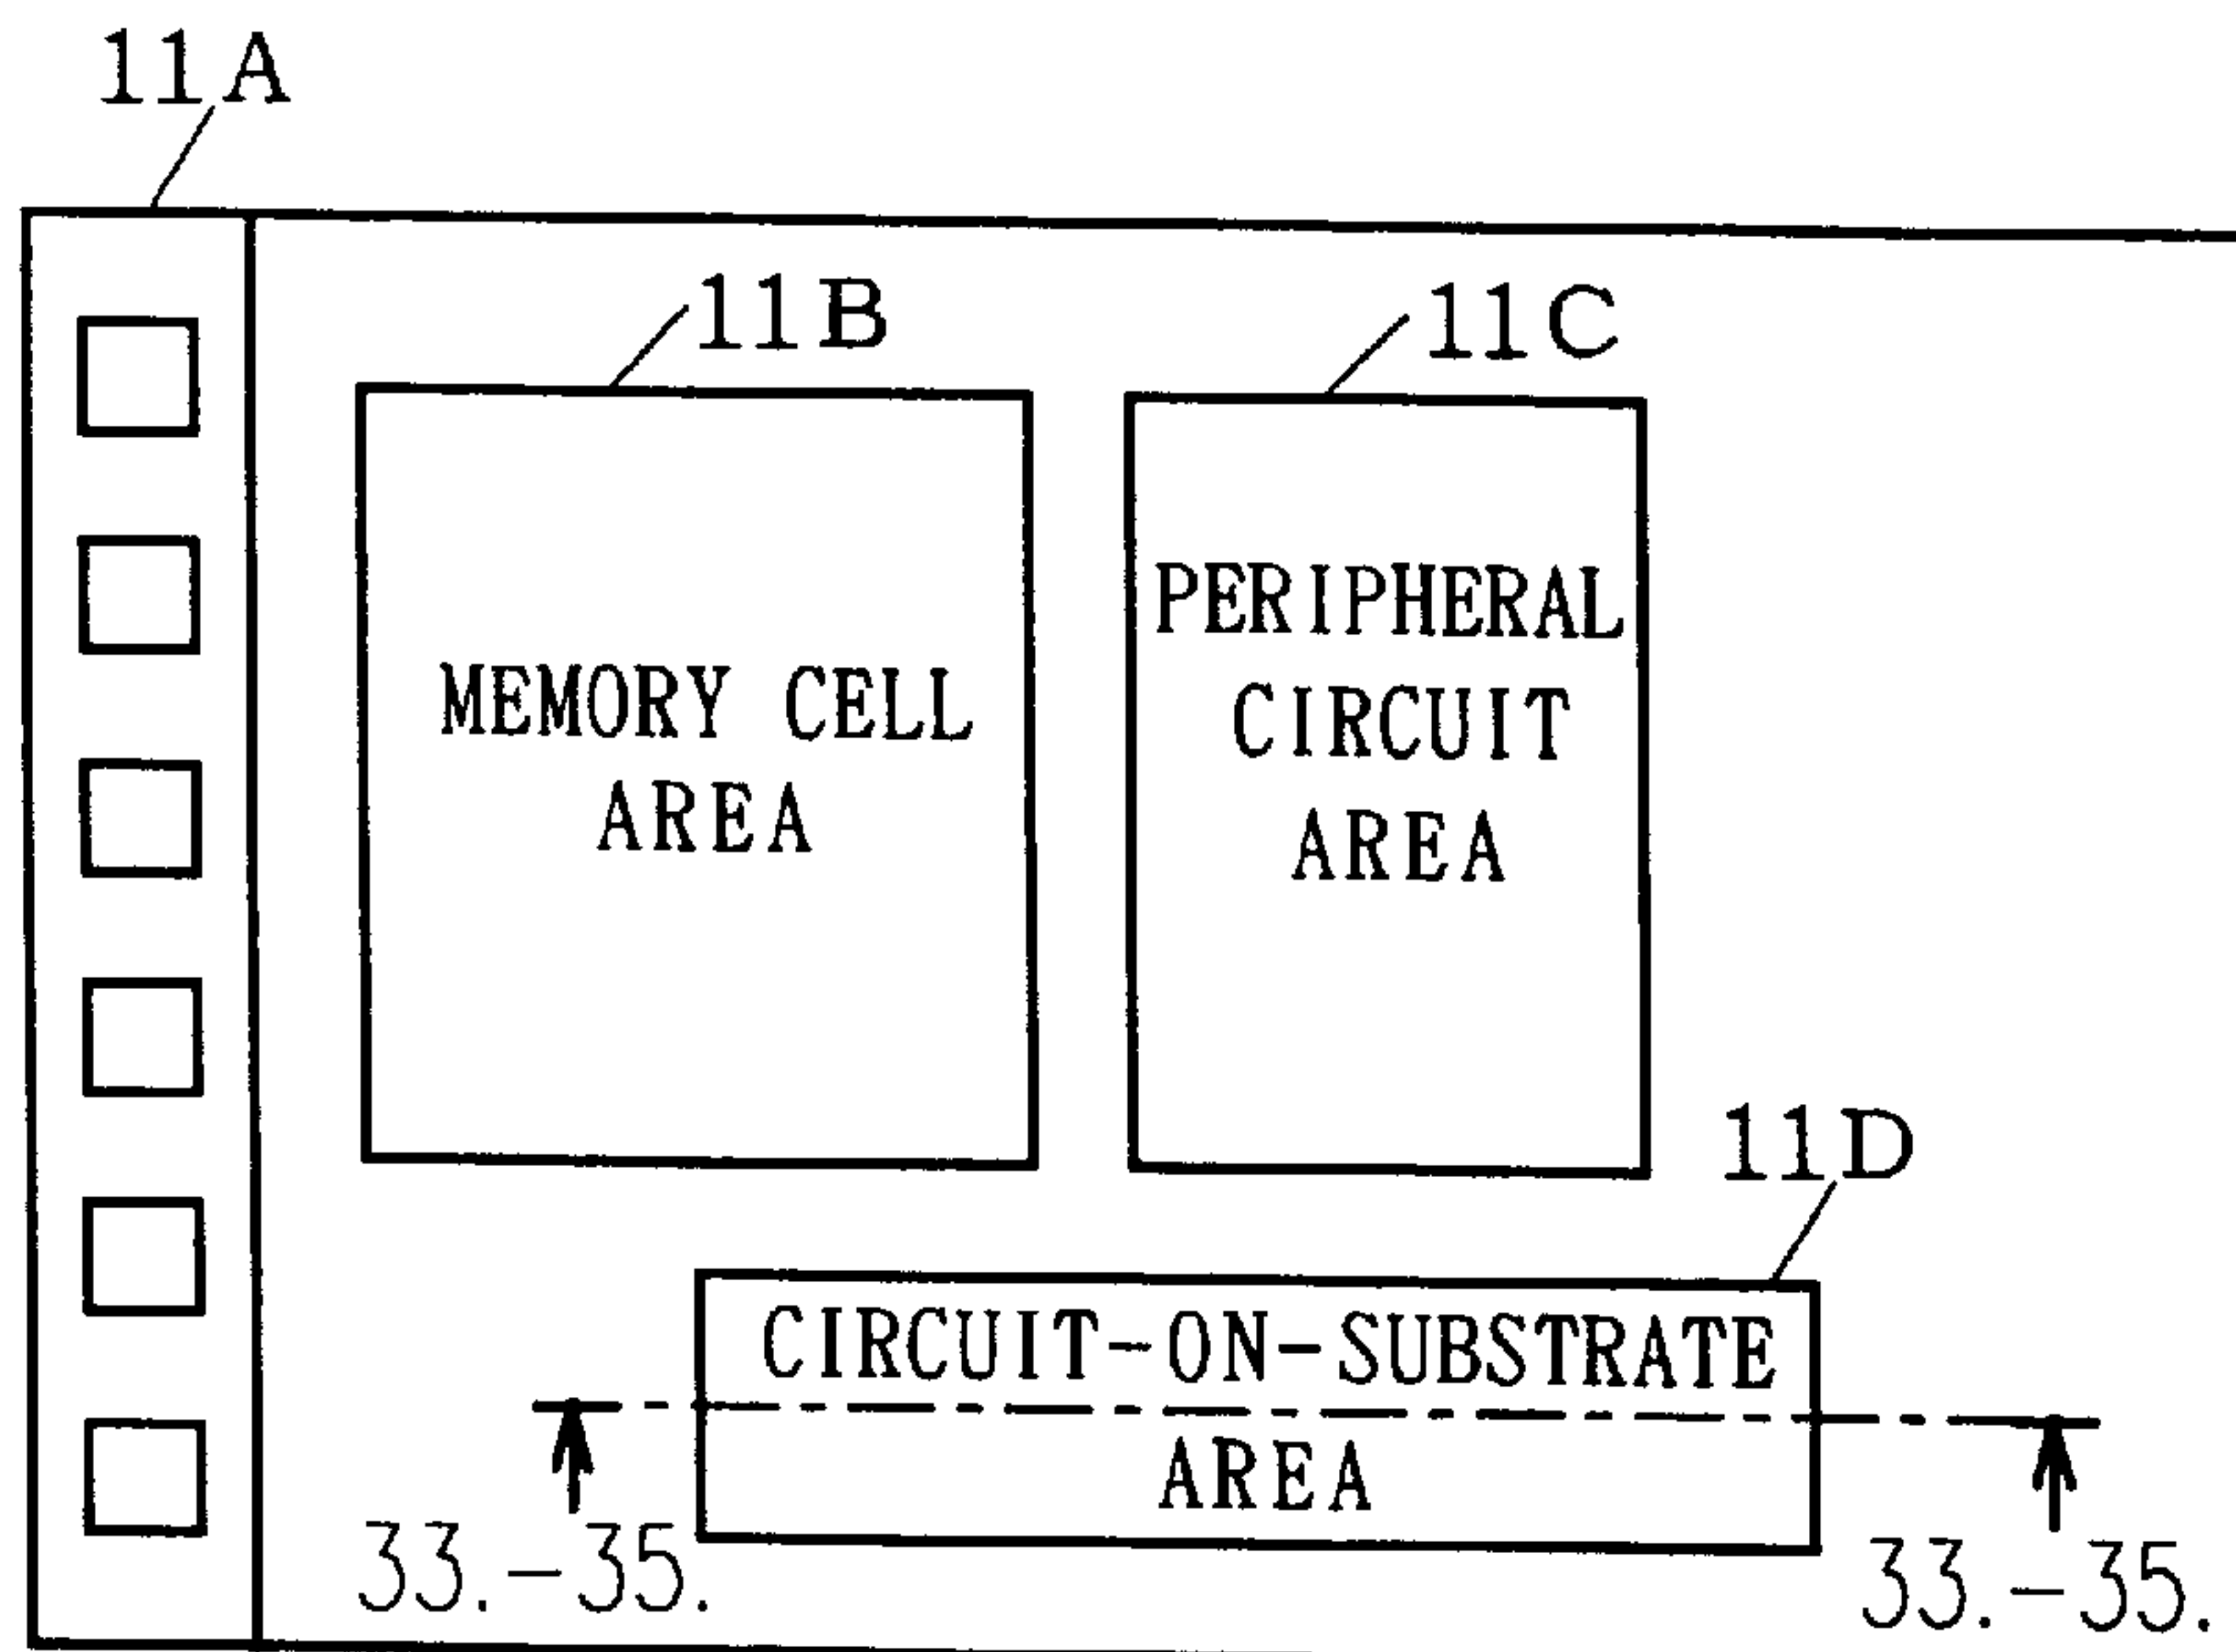 11A
11B
11C
MEMORY CELL
AREA
PERIPHERAL
CIRCUIT
AREA
11D
CIRCUIT-ON-SUBSTRATE
AREA
33.-35.
33.-35.